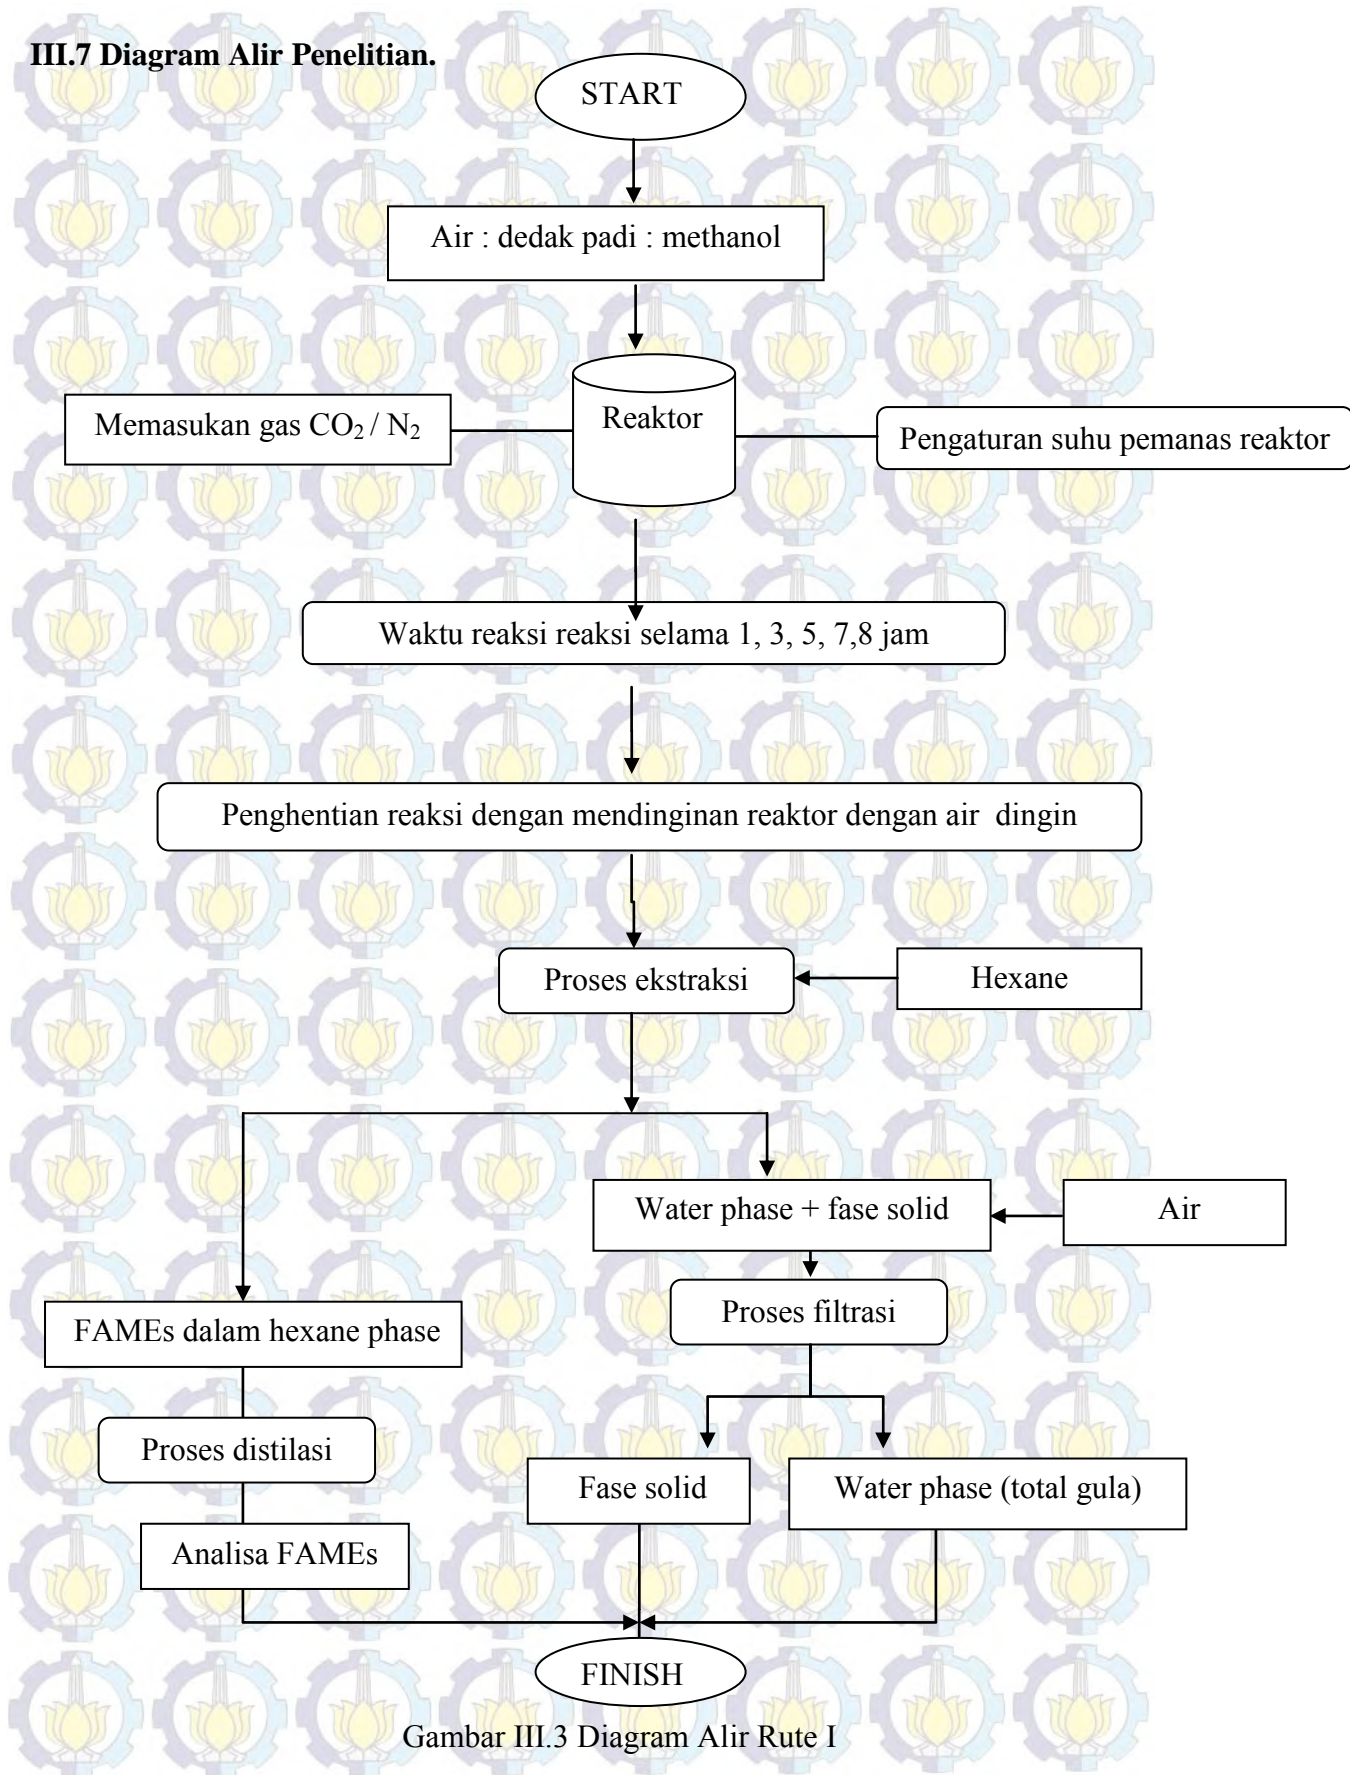 III.7 Diagram Alir Penelitian.
START
Air : dedak padi : methanol
Reaktor
Memasukan gas CO₂ / N₂
Pengaturan suhu pemanas reaktor
Waktu reaksi reaksi selama 1, 3, 5, 7,8 jam
Penghentian reaksi dengan mendinginan reaktor dengan air  dingin
Proses ekstraksi
Hexane
Water phase + fase solid
Air
FAMEs dalam hexane phase
Proses filtrasi
Proses distilasi
Fase solid
Water phase (total gula)
Analisa FAMEs
FINISH
Gambar III.3 Diagram Alir Rute I